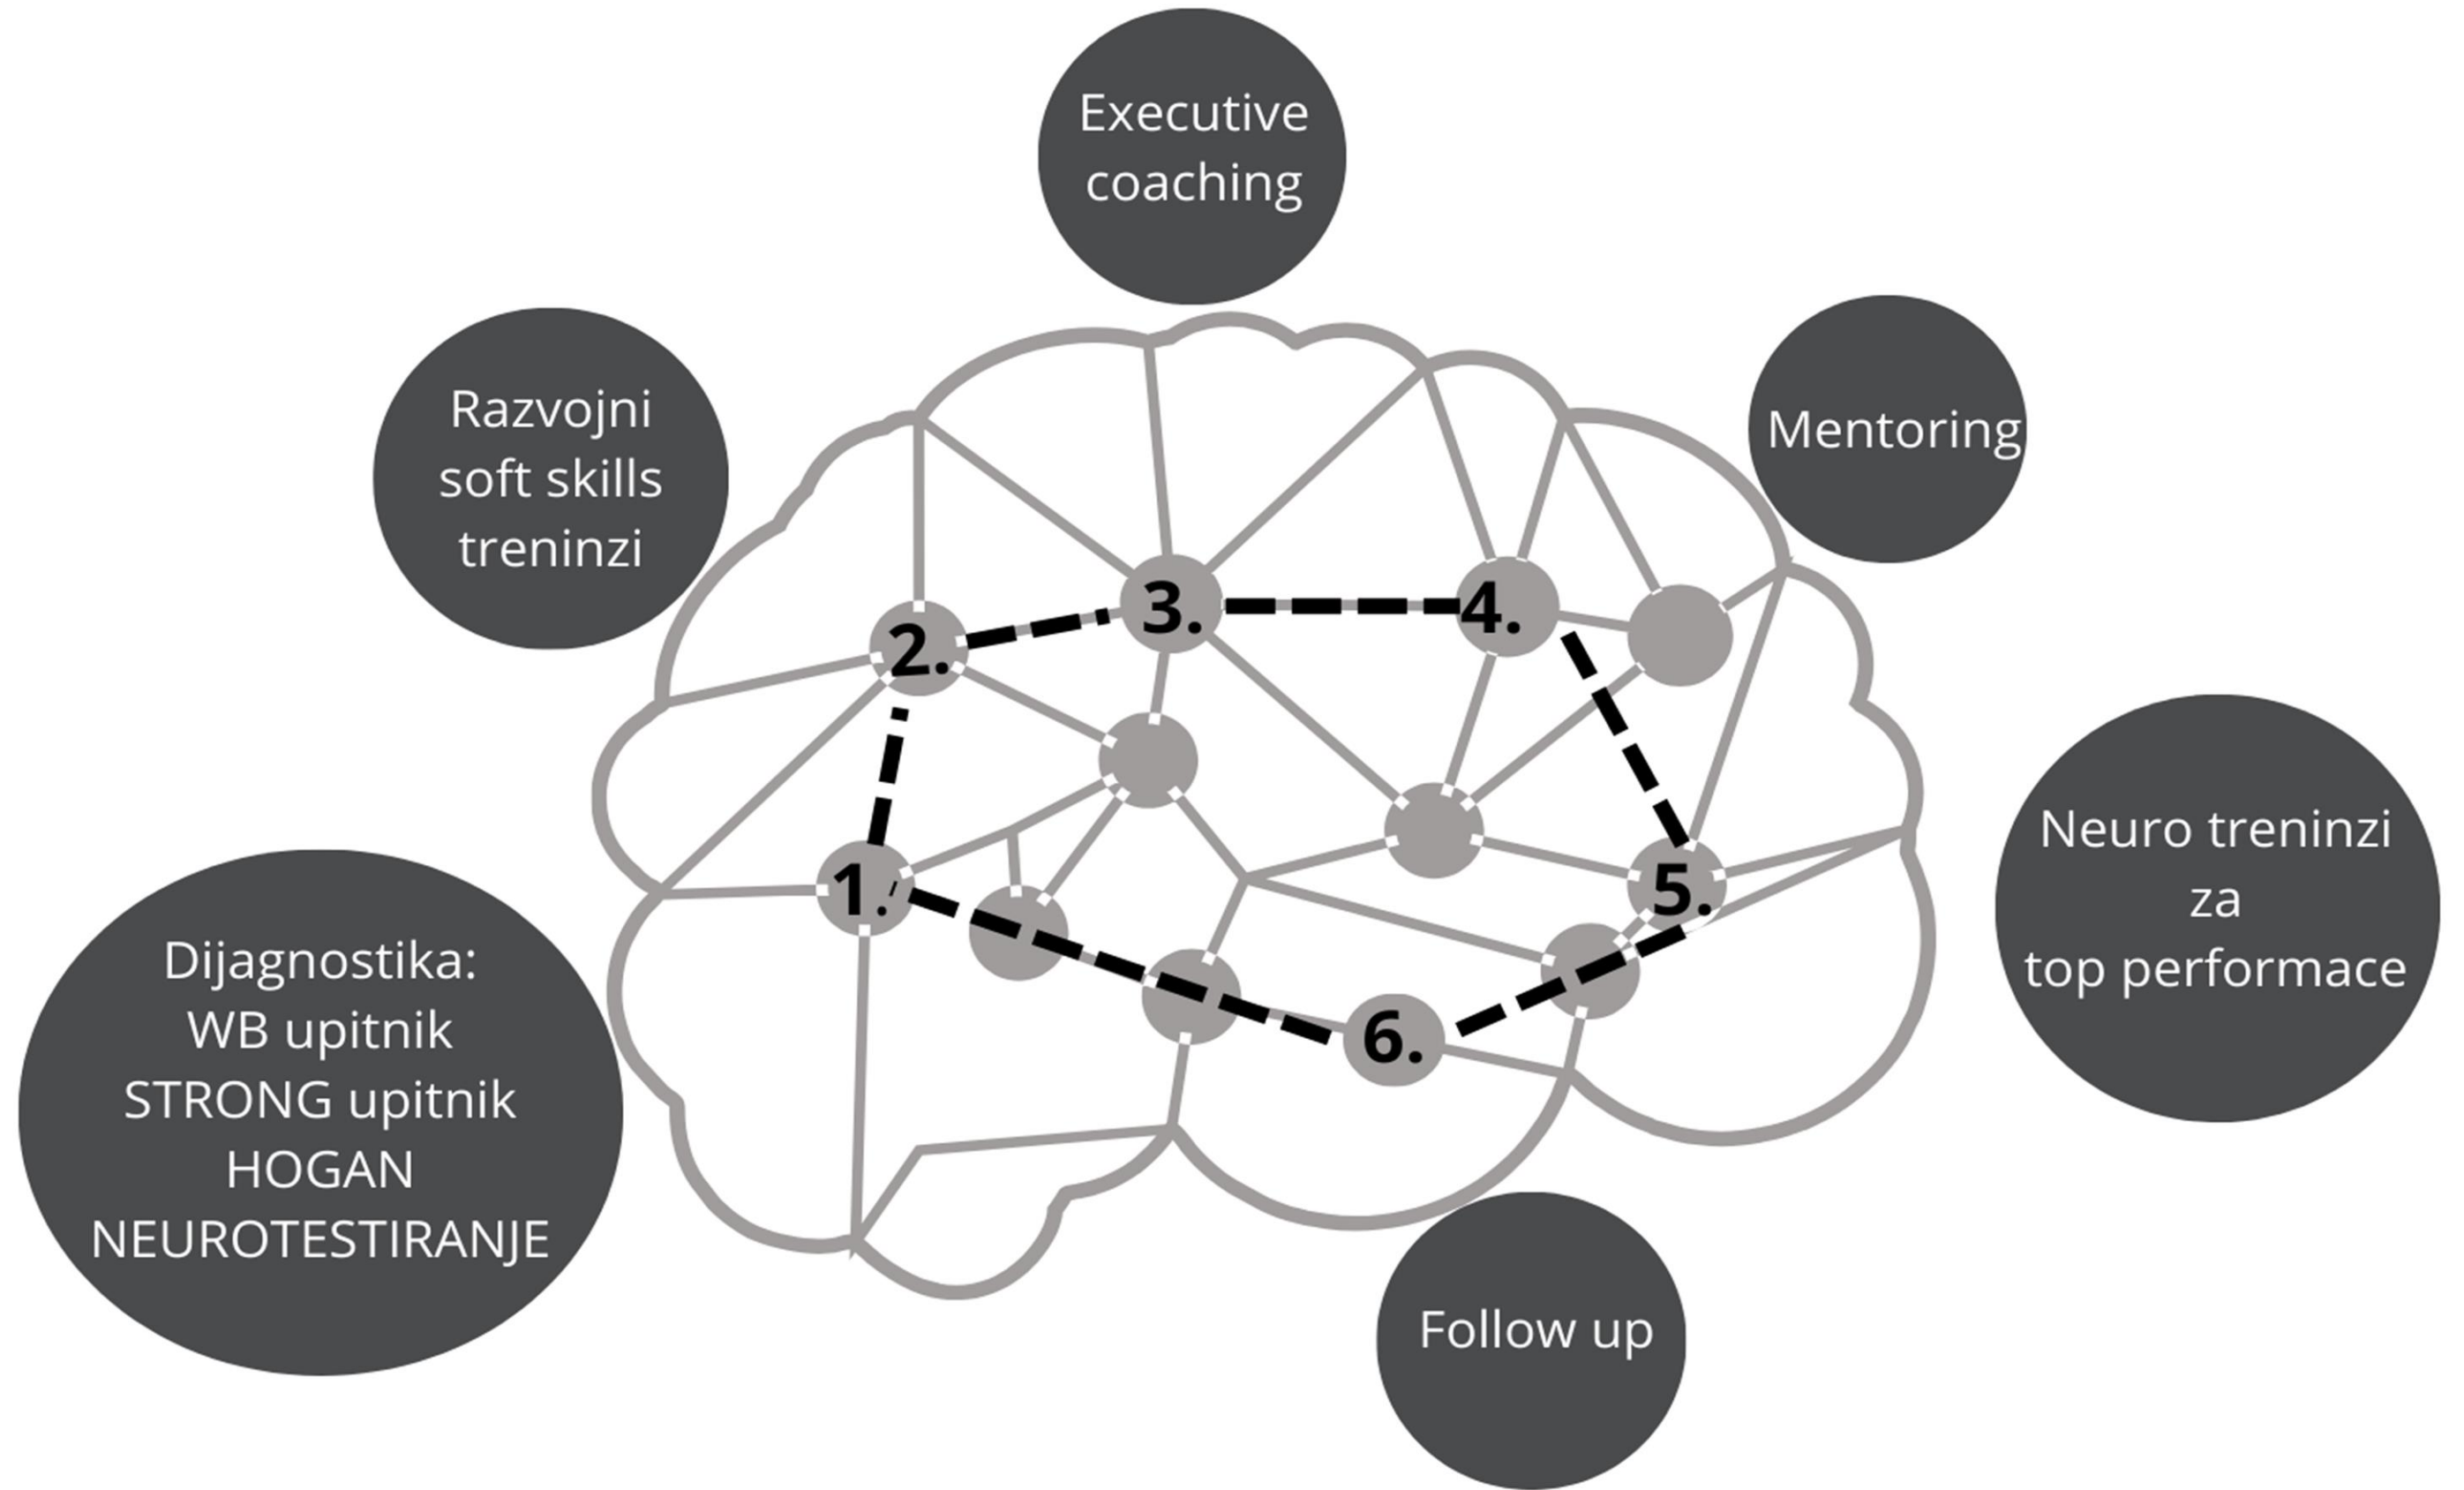 Executive
coaching
Razvojni
soft skills
treninzi
Mentoring
3.
4.
2.
Neuro treninzi
za
top performace
1.
5.
Dijagnostika:
WB upitnik
STRONG upitnik
HOGAN
NEUROTESTIRANJE
6.
Follow up